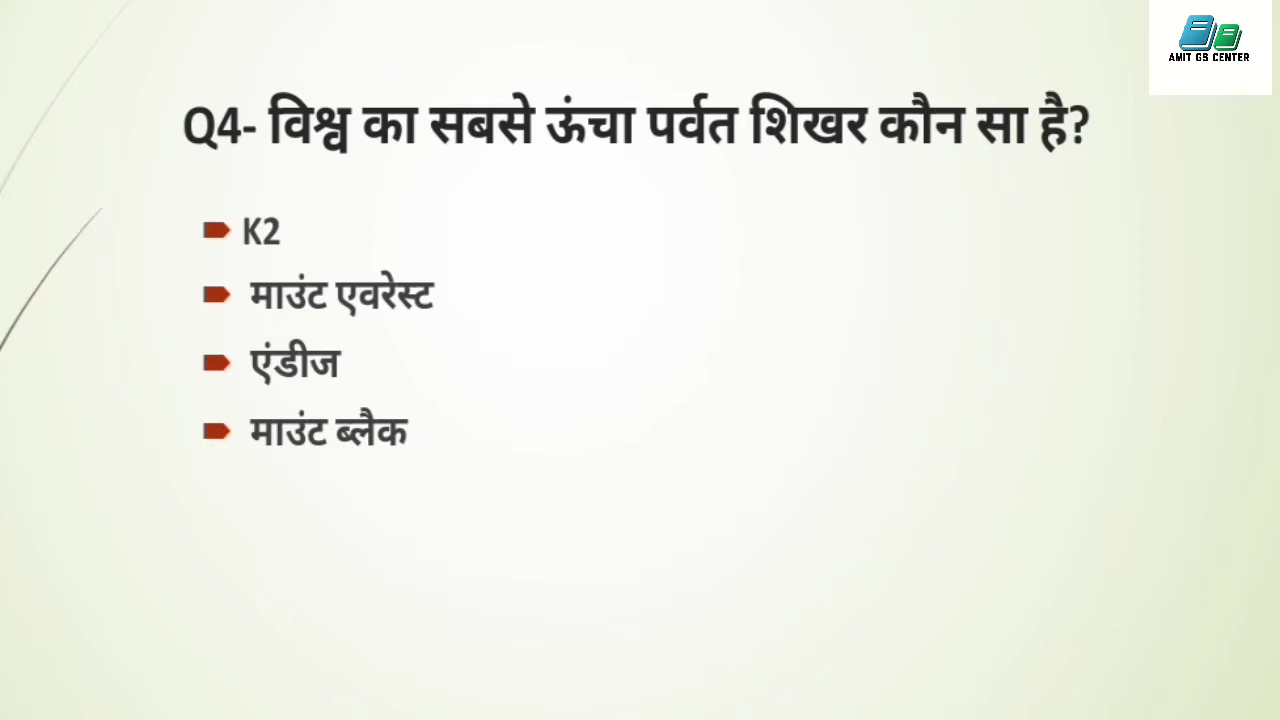 AMIT GS CENTER
Q4- विश्व का सबसे ऊंचा पर्वत शिखर कौन सा है?
K2
माउंट एवरेस्ट
एंडीज
माउंट ब्लैक